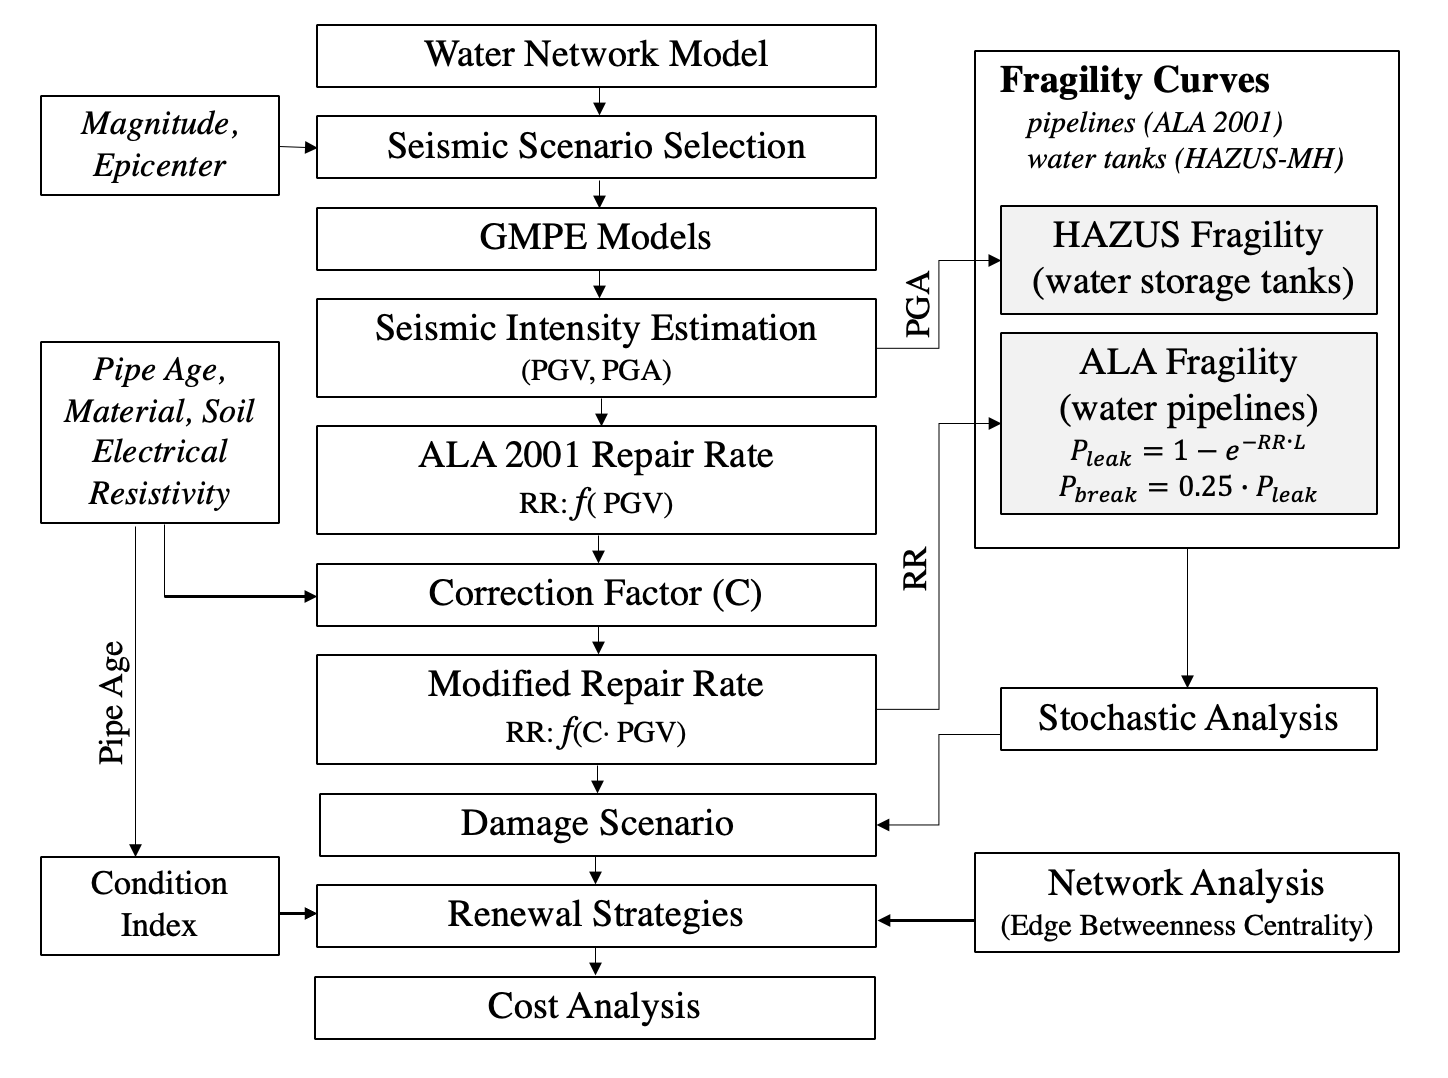 Water Network Model
Magnitude,
Epicenter
Seismic Scenario Selection
GMPE Models
Seismic Intensity Estimation
(PGV, PGA)
Pipe Age,
Material, Soil
Electrical
Resistivity
ALA 2001 Repair Rate
RR: f( PGV)
Correction Factor (C)
Modified Repair Rate
RR: f(C· PGV)
Pipe Age
Damage Scenario
Condition
Index
Renewal Strategies
Cost Analysis
PGA
RR
Fragility Curves
pipelines (ALA 2001)
water tanks (HAZUS-MH)
HAZUS Fragility
(water storage tanks)
ALA Fragility
(water pipelines)
P_{leak} = 1 − e^{−RR·L}
P_{break} = 0.25 · P_{leak}
Stochastic Analysis
Network Analysis
(Edge Betweenness Centrality)